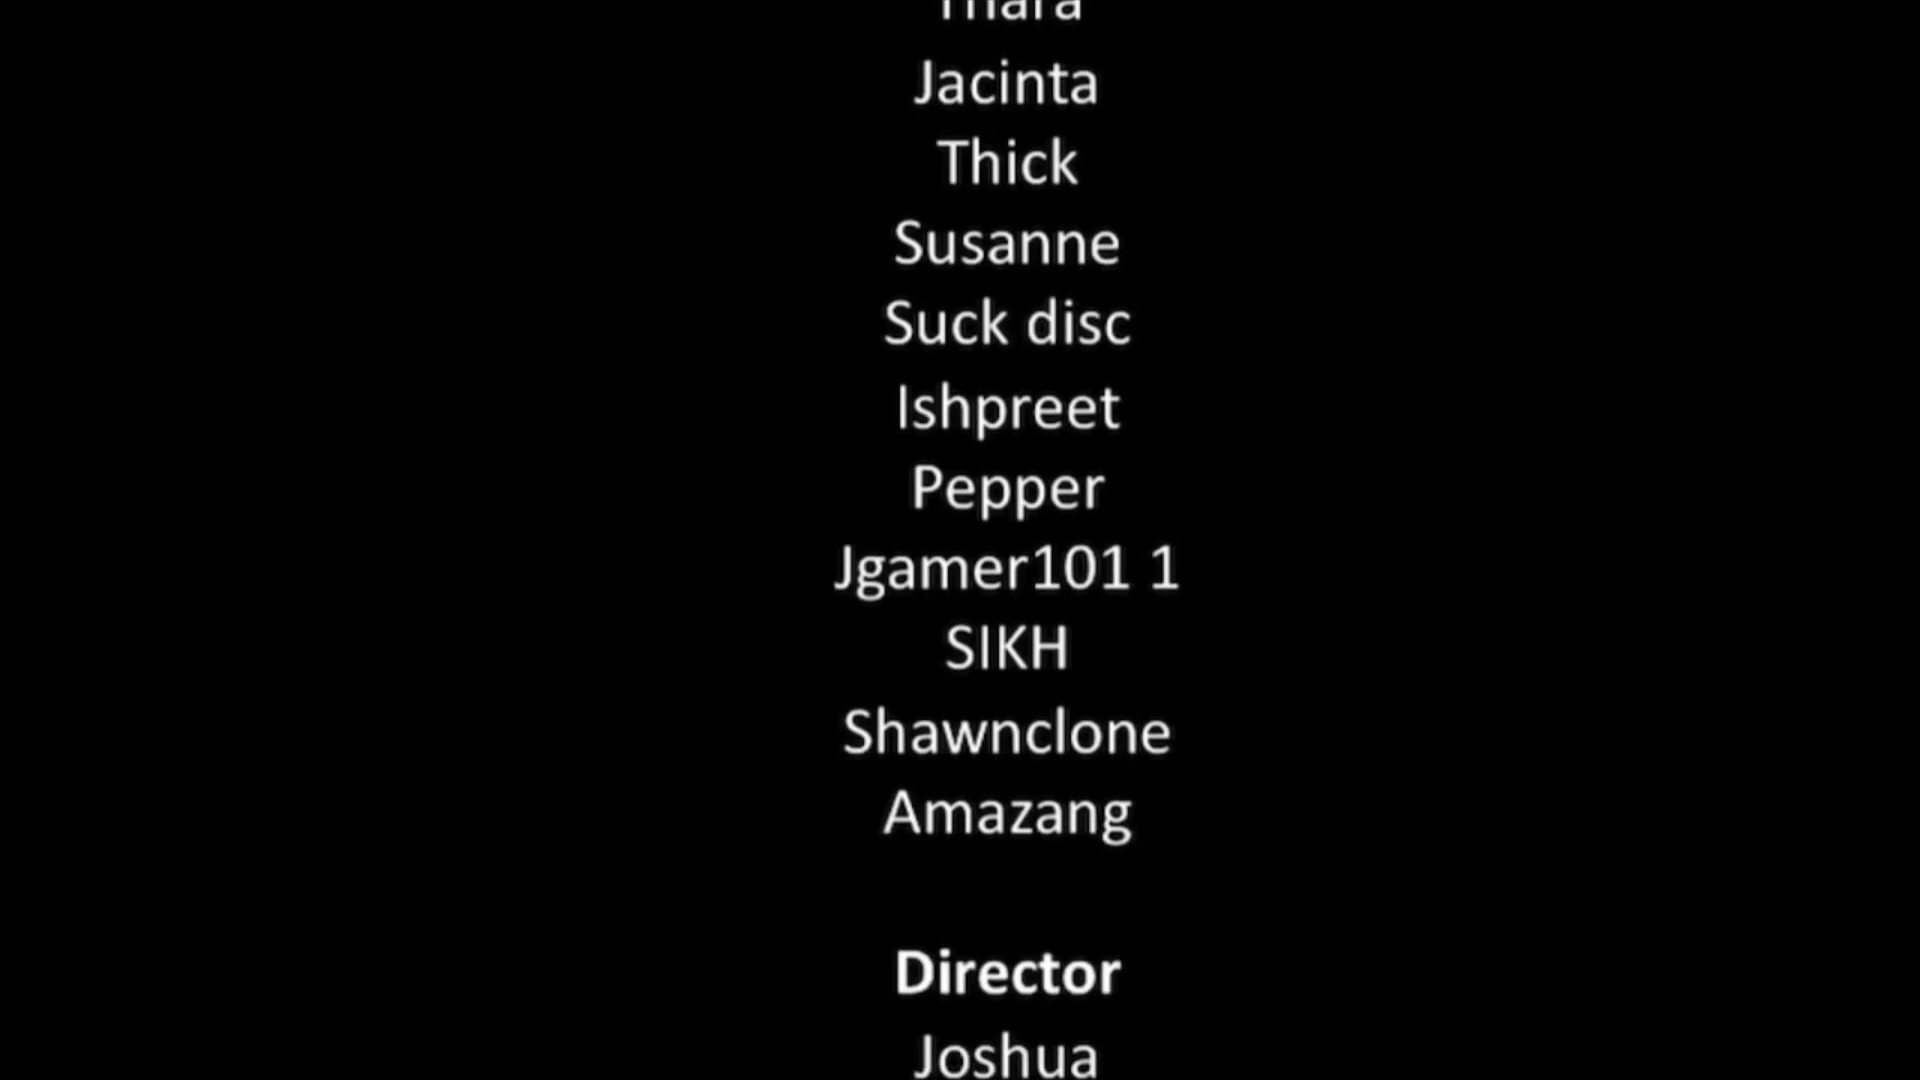 Jacinta
Thick
Susanne
Suck disc
Ishpreet
Pepper
Jgamer101 1
SIKH
Shawnclone
Amazang
Director
Joshua